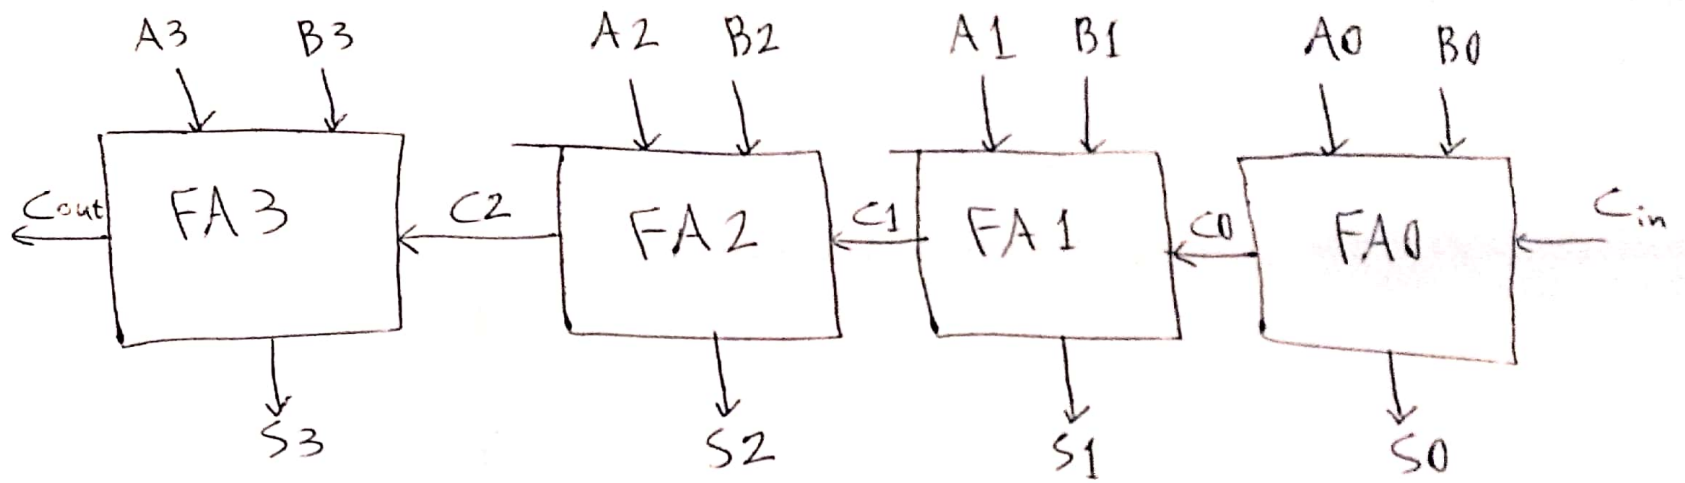 A3 B3 A2 B2 A1 B1 A0 B0
Cout FA3 C2 FA2 C1 FA1 C0 FA0 Cin
S3 S2 S1 S0